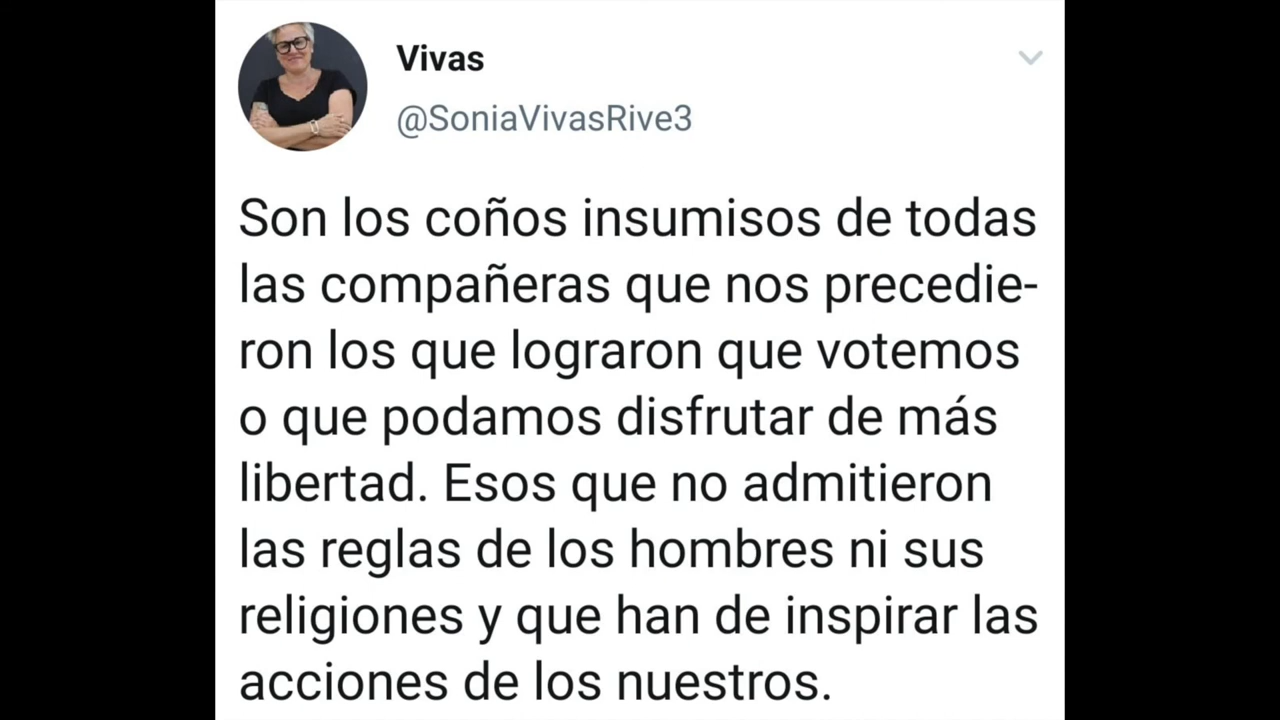 Vivas
@SoniaVivasRive3
Son los coños insumisos de todas
las compañeras que nos precedie-
ron los que lograron que votemos
o que podamos disfrutar de más
libertad. Esos que no admitieron
las reglas de los hombres ni sus
religiones y que han de inspirar las
acciones de los nuestros.